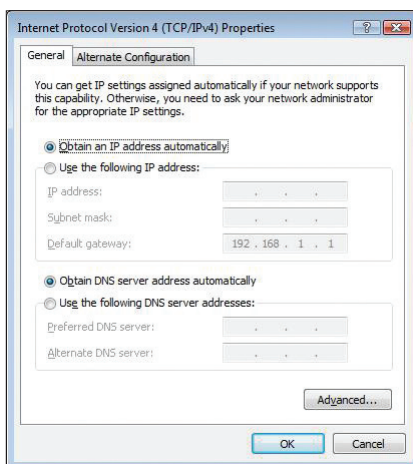 Internet Protocol Version 4 (TCP/IPv4) Properties
General Alternate Configuration
You can get IP settings assigned automatically if your network supports
this capability. Otherwise, you need to ask your network administrator
for the appropriate IP settings.
Obtain an IP address automatically
Use the following IP address:
IP address: . . .
Subnet mask: . . .
Default gateway: 192 . 168 . 1 . 1
Obtain DNS server address automatically
Use the following DNS server addresses:
Preferred DNS server: . . .
Alternate DNS server: . . .
Advanced...
OK Cancel